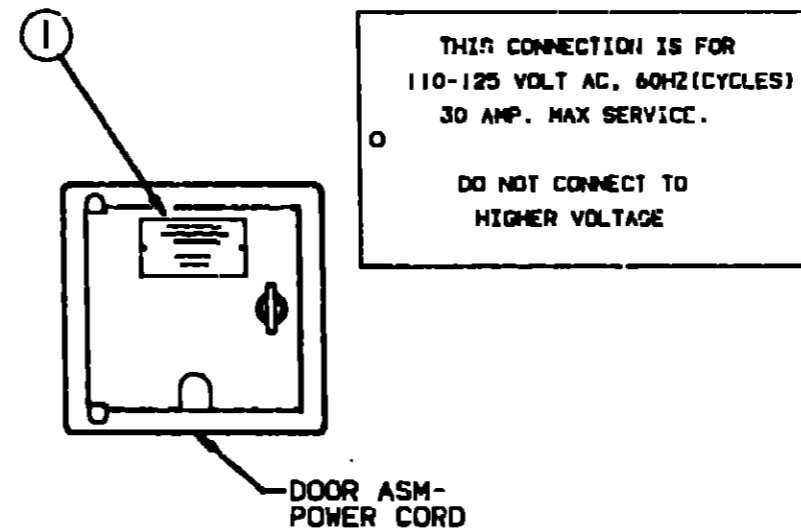 1
THIS CONNECTION IS FOR
110-125 VOLT AC, 60HZ(CYCLES)
30 AMP. MAX SERVICE.
DO NOT CONNECT TO
HIGHER VOLTAGE
DOOR ASM-
POWER CORD